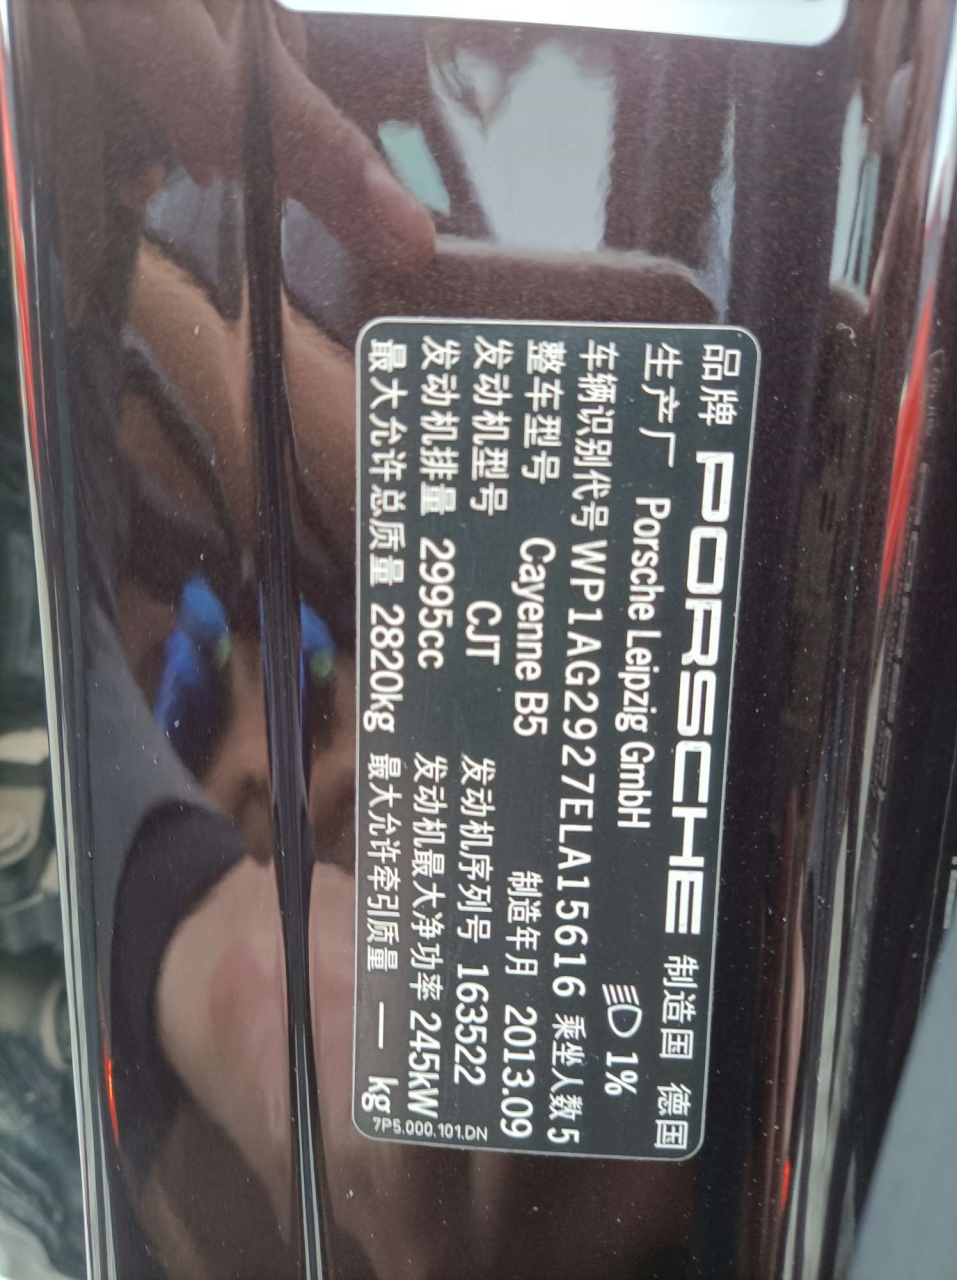 品牌 PORSCHE 制造国 德国
生产厂 Porsche Leipzig GmbH 1%
车辆识别代号 WP1AG2927ELA15616 乘坐人数 5
整车型号 Cayenne B5 制造年月 2013.09
发动机型号 CJT 发动机序列号 163522
发动机排量 2995cc 发动机最大净功率 245kW
最大允许总质量 2820kg 最大允许牵引质量 — kg
7P5.000.101.DN